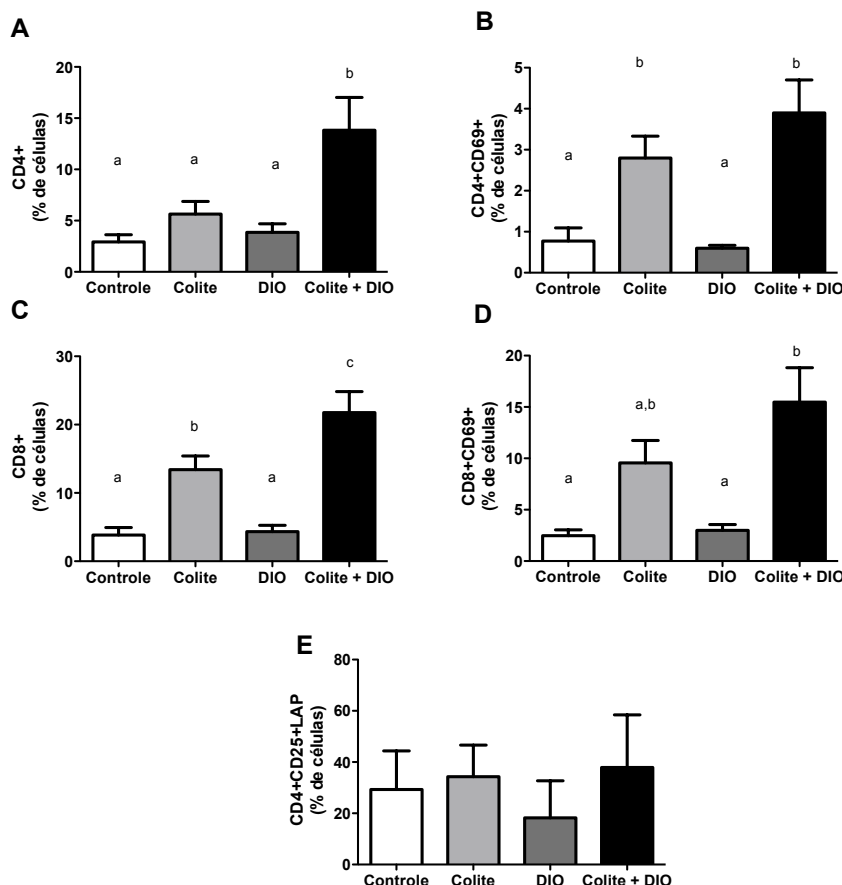 A
CD4+
(% de células)
20
15
10
5
0
a
a
a
b
Controle
Colite
DIO
Colite + DIO
B
CD4+CD69+
(% de células)
5
4
3
2
1
0
a
b
a
b
Controle
Colite
DIO
Colite + DIO
C
CD8+
(% de células)
30
20
10
0
a
b
a
c
Controle
Colite
DIO
Colite + DIO
D
CD8+CD69+
(% de células)
20
15
10
5
0
a
a,b
a
b
Controle
Colite
DIO
Colite + DIO
E
CD4+CD25+LAP
(% de células)
80
60
40
20
0
Controle
Colite
DIO
Colite + DIO